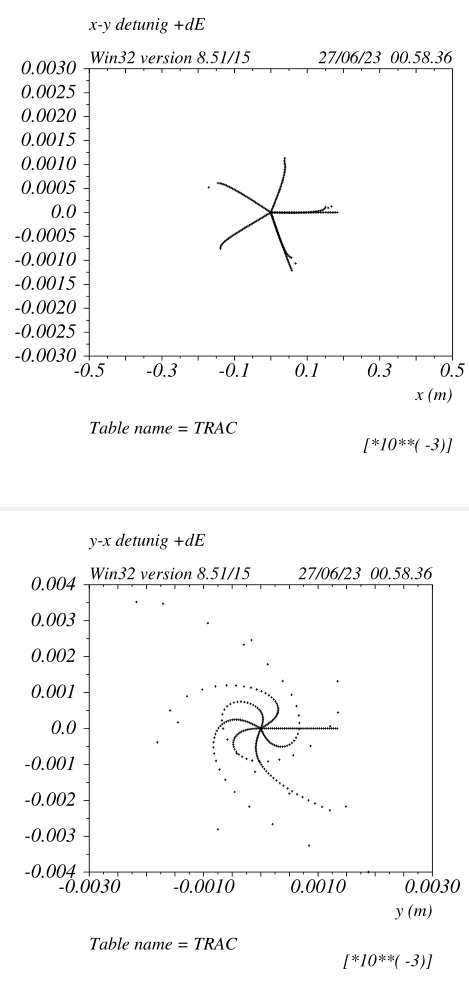 x-y detunig +dE
Win32 version 8.51/15 27/06/23 00.58.36
0.0030
0.0025
0.0020
0.0015
0.0010
0.0005
0.0
-0.0005
-0.0010
-0.0015
-0.0020
-0.0025
-0.0030
-0.5 -0.3 -0.1 0.1 0.3 0.5
x (m)
Table name = TRAC
[*10**( -3)]
y-x detunig +dE
Win32 version 8.51/15 27/06/23 00.58.36
0.004
0.003
0.002
0.001
0.0
-0.001
-0.002
-0.003
-0.004
-0.0030 -0.0010 0.0010 0.0030
y (m)
Table name = TRAC
[*10**( -3)]